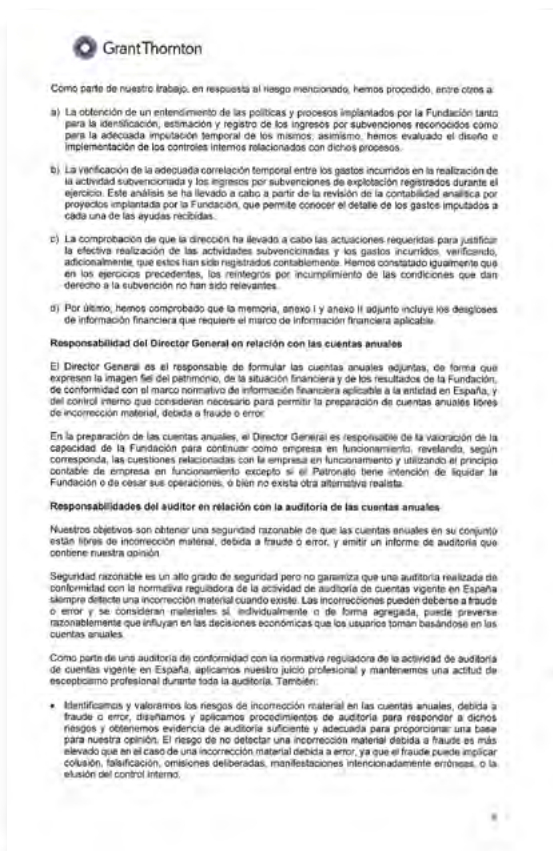 GrantThornton
Como parte de nuestro trabajo, en respuesta al riesgo mencionado, hemos procedido, entre otros a:
a) La obtención de un entendimiento de las políticas y procesos implantados por la Fundación tanto
para la identificación, estimación y registro de los ingresos por subvenciones reconocidos como
para la adecuada imputación temporal de los mismos; asimismo, hemos evaluado el diseño e
implementación de los controles internos relacionados con dichos procesos.
b) La verificación de la adecuada correlación temporal entre los gastos incurridos en la realización de
la actividad subvencionada y los ingresos por subvenciones de explotación registrados durante el
ejercicio. Este análisis se ha llevado a cabo a partir de la revisión de la contabilidad analítica por
proyectos implantada por la Fundación, que permite conocer el detalle de los gastos imputados a
cada una de las ayudas recibidas.
c) La comprobación de que la dirección ha llevado a cabo las actuaciones requeridas para justificar
la efectiva realización de las actividades subvencionadas y los gastos incurridos, verificando,
adicionalmente, que estos han sido registrados contablemente. Hemos constatado igualmente que
en los ejercicios precedentes, los reintegros por incumplimiento de las condiciones que dan
derecho a la subvención no han sido relevantes.
d) Por último, hemos comprobado que la memoria, anexo I y anexo II adjunto incluye los desgloses
de información financiera que requiere el marco de información financiera aplicable.
Responsabilidad del Director General en relación con las cuentas anuales
El Director General es el responsable de formular las cuentas anuales adjuntas, de forma que
expresen la imagen fiel del patrimonio, de la situación financiera y de los resultados de la Fundación,
de conformidad con el marco normativo de información financiera aplicable a la entidad en España, y
del control interno que consideren necesario para permitir la preparación de cuentas anuales libres
de incorrección material, debida a fraude o error.
En la preparación de las cuentas anuales, el Director General es responsable de la valoración de la
capacidad de la Fundación para continuar como empresa en funcionamiento, revelando, según
corresponda, las cuestiones relacionadas con la empresa en funcionamiento y utilizando el principio
contable de empresa en funcionamiento excepto si el Patronato tiene intención de liquidar la
Fundación o de cesar sus operaciones, o bien no exista otra alternativa realista.
Responsabilidades del auditor en relación con la auditoría de las cuentas anuales
Nuestros objetivos son obtener una seguridad razonable de que las cuentas anuales en su conjunto
están libres de incorrección material, debida a fraude o error, y emitir un informe de auditoría que
contiene nuestra opinión.
Seguridad razonable es un alto grado de seguridad pero no garantiza que una auditoría realizada de
conformidad con la normativa reguladora de la actividad de auditoría de cuentas vigente en España
siempre detecte una incorrección material cuando existe. Las incorrecciones pueden deberse a fraude
o error y se consideran materiales si, individualmente o de forma agregada, puede preverse
razonablemente que influyan en las decisiones económicas que los usuarios toman basándose en las
cuentas anuales.
Como parte de una auditoría de conformidad con la normativa reguladora de la actividad de auditoría
de cuentas vigente en España, aplicamos nuestro juicio profesional y mantenemos una actitud de
escepticismo profesional durante toda la auditoría. También:
• Identificamos y valoramos los riesgos de incorrección material en las cuentas anuales, debida a
fraude o error, diseñamos y aplicamos procedimientos de auditoría para responder a dichos
riesgos y obtenemos evidencia de auditoría suficiente y adecuada para proporcionar una base
para nuestra opinión. El riesgo de no detectar una incorrección material debida a fraude es más
elevado que en el caso de una incorrección material debida a error, ya que el fraude puede implicar
colusión, falsificación, omisiones deliberadas, manifestaciones intencionadamente erróneas, o la
elusión del control interno.